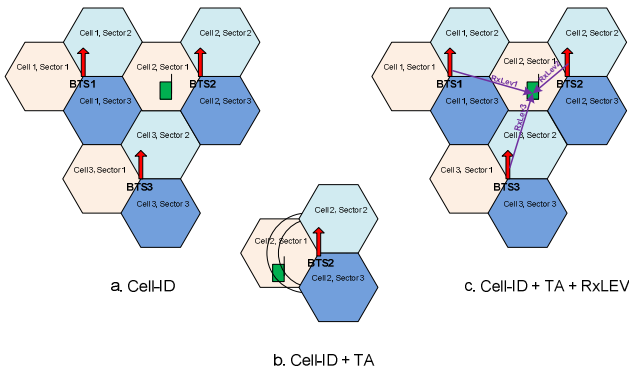 Cell 1, Sector 2
Cell 2, Sector 2
Cell 1, Sector 1
Cell 2, Sector 1
BTS1
BTS2
Cell 1, Sector 3
Cell 2, Sector 3
Cell 3, Sector 2
Cell 3, Sector 1
BTS3
Cell 3, Sector 3
a. Cell-ID
Cell 2, Sector 2
Cell 2, Sector 1
BTS2
Cell 2, Sector 3
b. Cell-ID + TA
Cell 1, Sector 2
Cell 2, Sector 2
Cell 1, Sector 1
Cell 2, Sector 1
RxLev1
RxLev2
BTS1
BTS2
Cell 1, Sector 3
Cell 2, Sector 3
RxLev3
Cell 3, Sector 2
Cell 3, Sector 1
BTS3
Cell 3, Sector 3
c. Cell-ID + TA + RxLEV